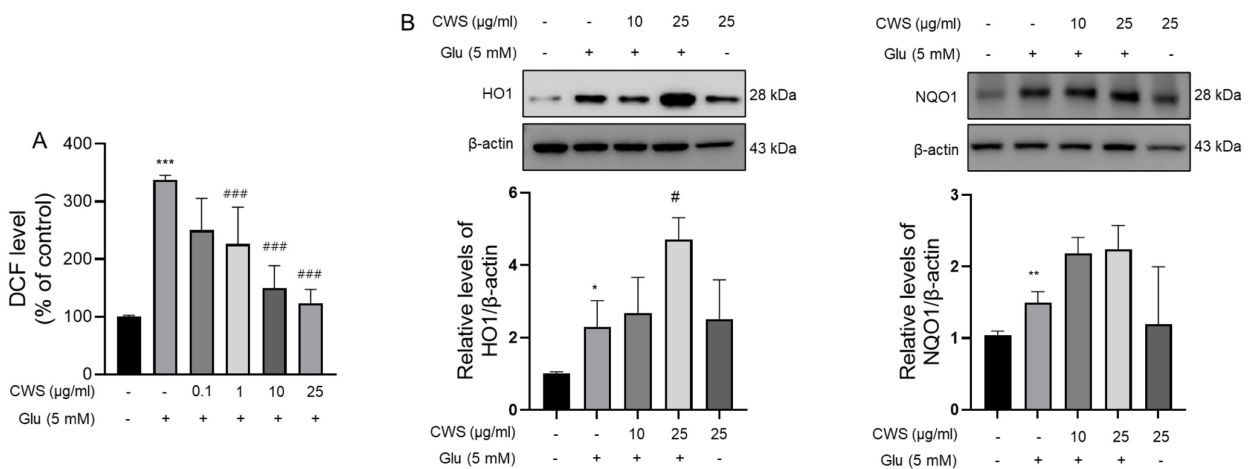 A
DCF level
(% of control)
400
300
200
100
0
***
###
###
###
CWS (μg/ml) - - 0.1 1 10 25
Glu (5 mM) - + + + + +
B
CWS (μg/ml) - - 10 25 25
Glu (5 mM) - + + + -
HO1 28 kDa
β-actin 43 kDa
Relative levels of
HO1/β-actin
6
4
2
0
*
#
CWS (μg/ml) - - 10 25 25
Glu (5 mM) - + + + -
CWS (μg/ml) - - 10 25 25
Glu (5 mM) - + + + -
NQO1 28 kDa
β-actin 43 kDa
Relative levels of
NQO1/β-actin
3
2
1
0
**
CWS (μg/ml) - - 10 25 25
Glu (5 mM) - + + + -